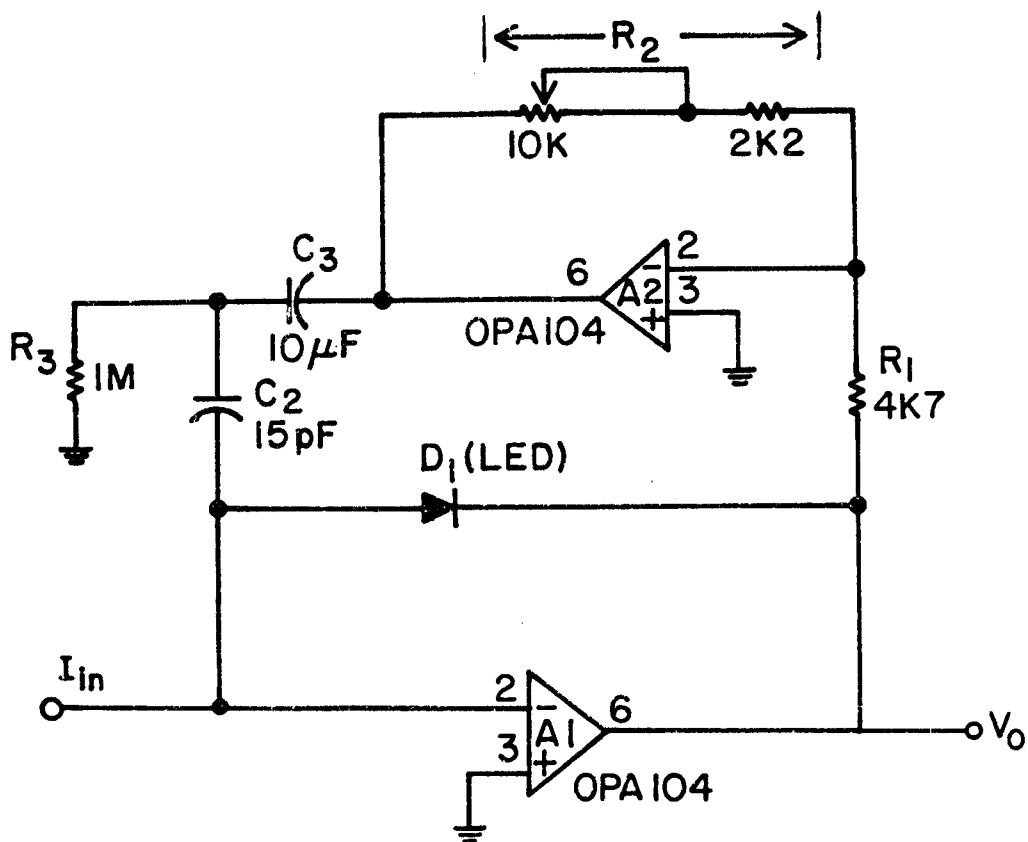 R2
10K
2K2
C3
6
2
A2
−
3
+
OPA104
10μF
R3
1M
C2
15pF
R1
4K7
D1(LED)
Iin
2
−
6
A1
3
+
VO
OPA104